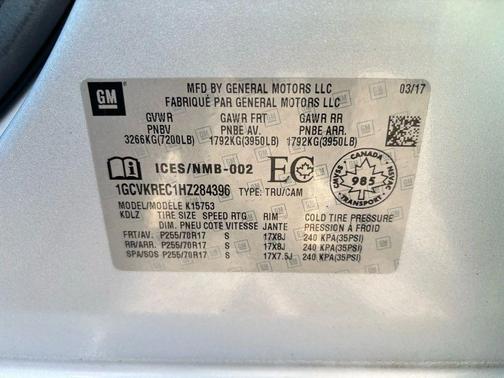 GM
MFD BY GENERAL MOTORS LLC 03/17
FABRIQUÉ PAR GENERAL MOTORS LLC
GVWR GAWR FRT GAWR RR
PNBV PNBE AV. PNBE ARR.
3266KG(7200LB) 1792KG(3950LB) 1792KG(3950LB)
ICES/NMB-002 EC
CANADA
CMVSS 985 NSVAC
TRANSPORT
1GCVKREC1HZ284396 TYPE: TRU/CAM
MODEL/MODÈLE K15753
KDLZ TIRE SIZE SPEED RTG RIM COLD TIRE PRESSURE
DIM. PNEU COTE VITESSE JANTE PRESSION A FROID
FRT/AV. P255/70R17 S 17X8J 240 KPA(35PSI)
RR/ARR. P255/70R17 S 17X8J 240 KPA(35PSI)
SPA/SOS P255/70R17 S 17X7.5J 240 KPA(35PSI)